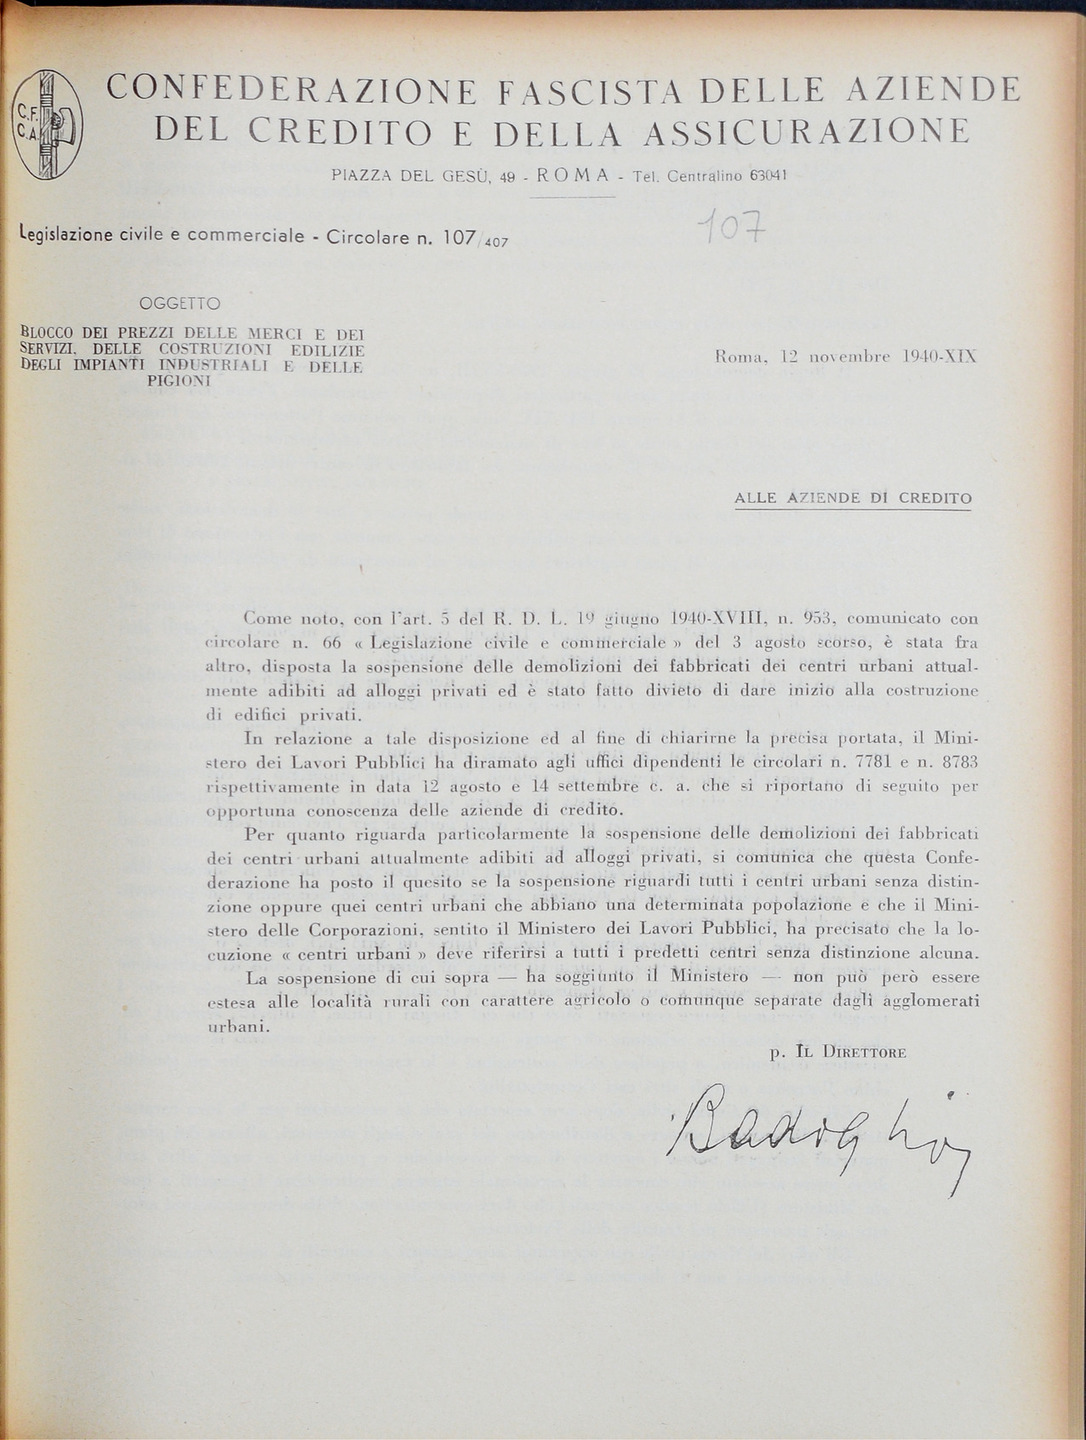 C.F.
C.A.
CONFEDERAZIONE FASCISTA DELLE AZIENDE
DEL CREDITO E DELLA ASSICURAZIONE
PIAZZA DEL GESÙ, 49 - ROMA - Tel. Centralino 63041
Legislazione civile e commerciale - Circolare n. 107/407
107
OGGETTO
BLOCCO DEI PREZZI DELLE MERCI E DEI
SERVIZI, DELLE COSTRUZIONI EDILIZIE
DEGLI IMPIANTI INDUSTRIALI E DELLE
PIGIONI
Roma, 12 novembre 1940-XIX
ALLE AZIENDE DI CREDITO
Come noto, con l'art. 5 del R. D. L. 19 giugno 1940-XVIII, n. 953, comunicato con
circolare n. 66 « Legislazione civile e commerciale » del 3 agosto scorso, è stata fra
altro, disposta la sospensione delle demolizioni dei fabbricati dei centri urbani attual-
mente adibiti ad alloggi privati ed è stato fatto divieto di dare inizio alla costruzione
di edifici privati.
In relazione a tale disposizione ed al fine di chiarirne la precisa portata, il Mini-
stero dei Lavori Pubblici ha diramato agli uffici dipendenti le circolari n. 7781 e n. 8783
rispettivamente in data 12 agosto e 14 settembre c. a. che si riportano di seguito per
opportuna conoscenza delle aziende di credito.
Per quanto riguarda particolarmente la sospensione delle demolizioni dei fabbricati
dei centri urbani attualmente adibiti ad alloggi privati, si comunica che questa Confe-
derazione ha posto il quesito se la sospensione riguardi tutti i centri urbani senza distin-
zione oppure quei centri urbani che abbiano una determinata popolazione e che il Mini-
stero delle Corporazioni, sentito il Ministero dei Lavori Pubblici, ha precisato che la lo-
cuzione « centri urbani » deve riferirsi a tutti i predetti centri senza distinzione alcuna.
La sospensione di cui sopra — ha soggiunto il Ministero — non può però essere
estesa alle località rurali con carattere agricolo o comunque separate dagli agglomerati
urbani.
p. IL DIRETTORE
Badoglio